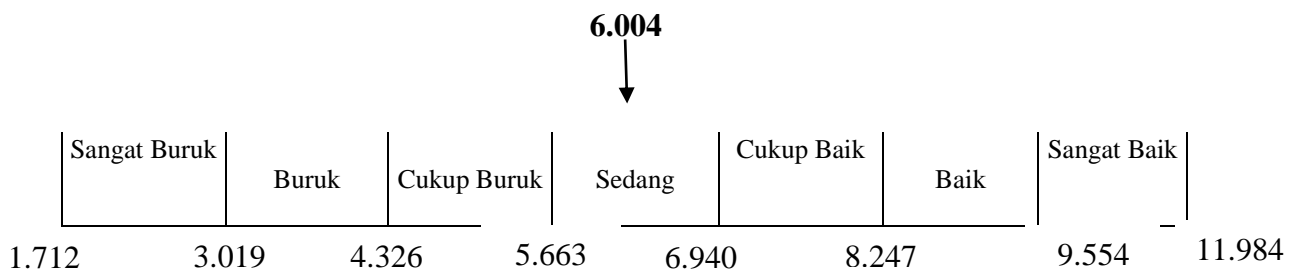 6.004
Sangat Buruk Cukup Baik Sangat Baik
Buruk Cukup Buruk Sedang Baik
1.712 3.019 4.326 5.663 6.940 8.247 9.554 11.984